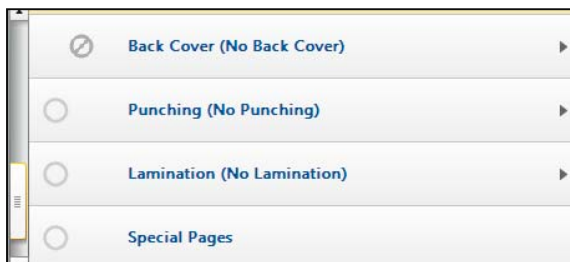 Back Cover (No Back Cover)
Punching (No Punching)
Lamination (No Lamination)
Special Pages